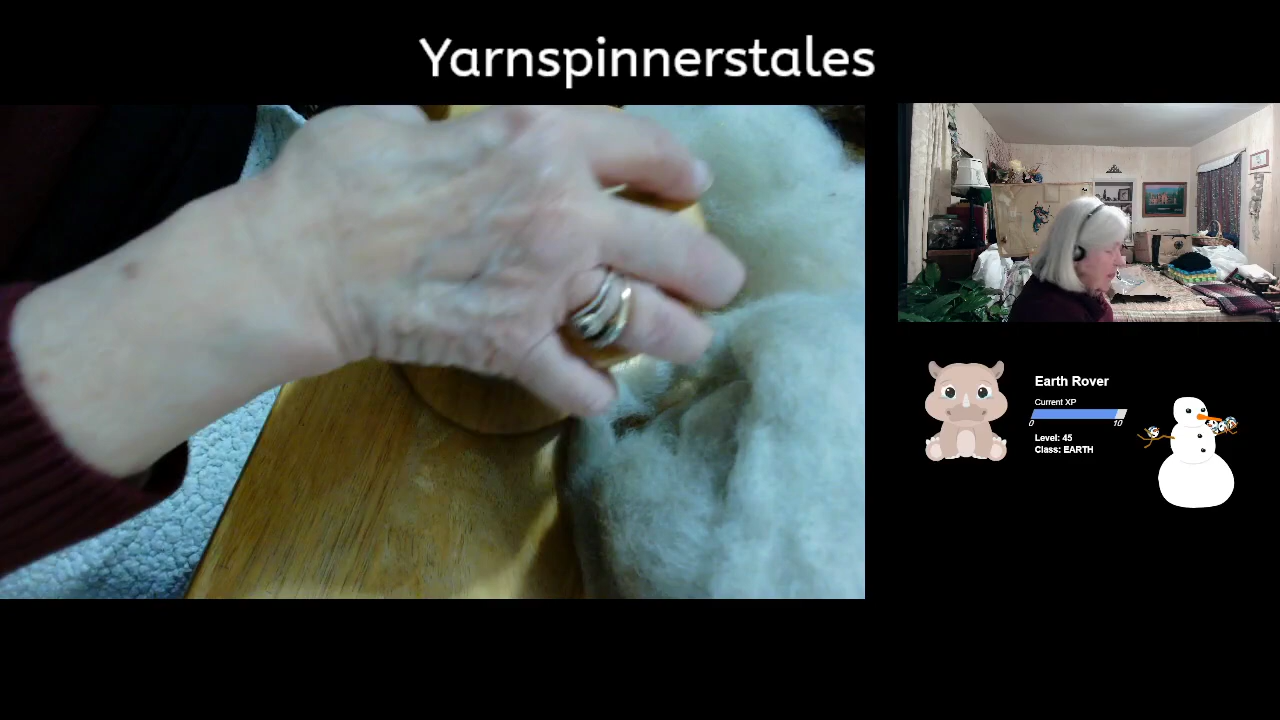 Yarnspinnerstales
Earth Rover
Current XP
0 10
Level: 45
Class: EARTH